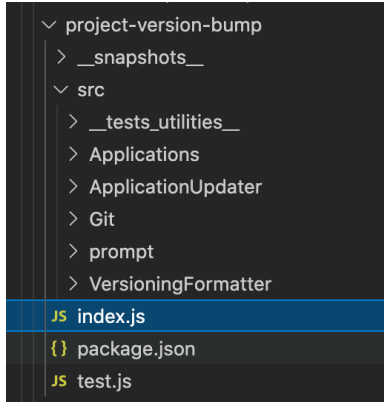 project-version-bump
__snapshots__
src
__tests_utilities__
Applications
ApplicationUpdater
Git
prompt
VersioningFormatter
JS index.js
{} package.json
JS test.js